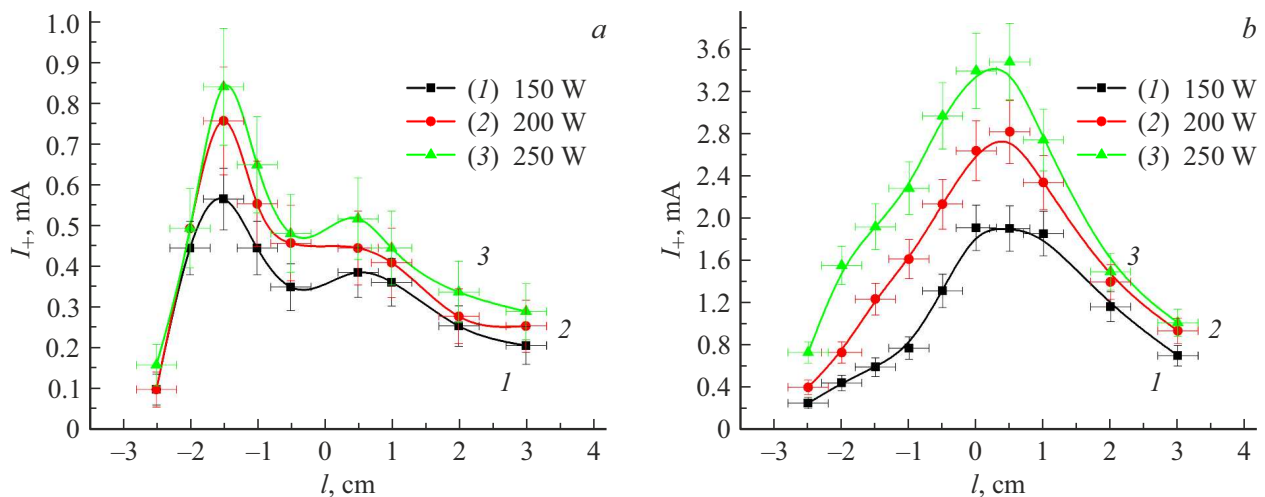 a
1.0
0.9
0.8
0.7
0.6
0.5
0.4
0.3
0.2
0.1
0
I+, mA
(1) 150 W
(2) 200 W
(3) 250 W
3
2
1
–3 –2 –1 0 1 2 3 4
l, cm
b
3.6
3.2
2.8
2.4
2.0
1.6
1.2
0.8
0.4
0
I+, mA
(1) 150 W
(2) 200 W
(3) 250 W
3
2
1
–3 –2 –1 0 1 2 3 4
l, cm